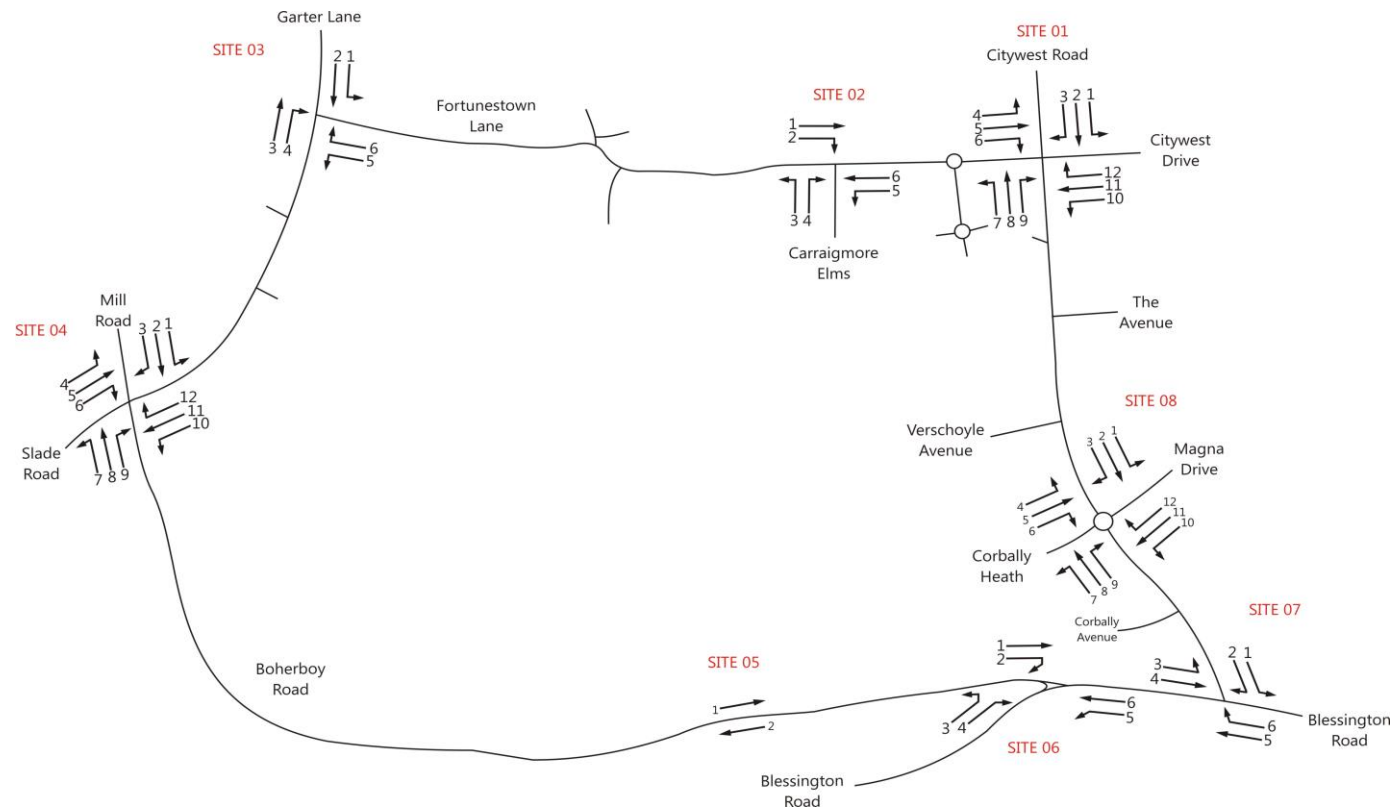 Garter Lane
SITE 03
2 1
3 4
6
5
Fortunestown
Lane
SITE 02
1
2
3 4
6
5
Carraigmore
Elms
SITE 01
Citywest Road
3 2 1
4
5
6
Citywest
Drive
12
11
10
7 8 9
The
Avenue
Mill
Road
SITE 04
3 2 1
4
5
6
12
11
10
Slade
Road
7 8 9
Verschoyle
Avenue
SITE 08
3 2 1
Magna
Drive
4
5
6
12
11
10
Corbally
Heath
7 8 9
Corbally
Avenue
SITE 07
2 1
3
4
6
5
Blessington
Road
Boherboy
Road
SITE 05
1
2
1
2
3 4
6
5
SITE 06
Blessington
Road